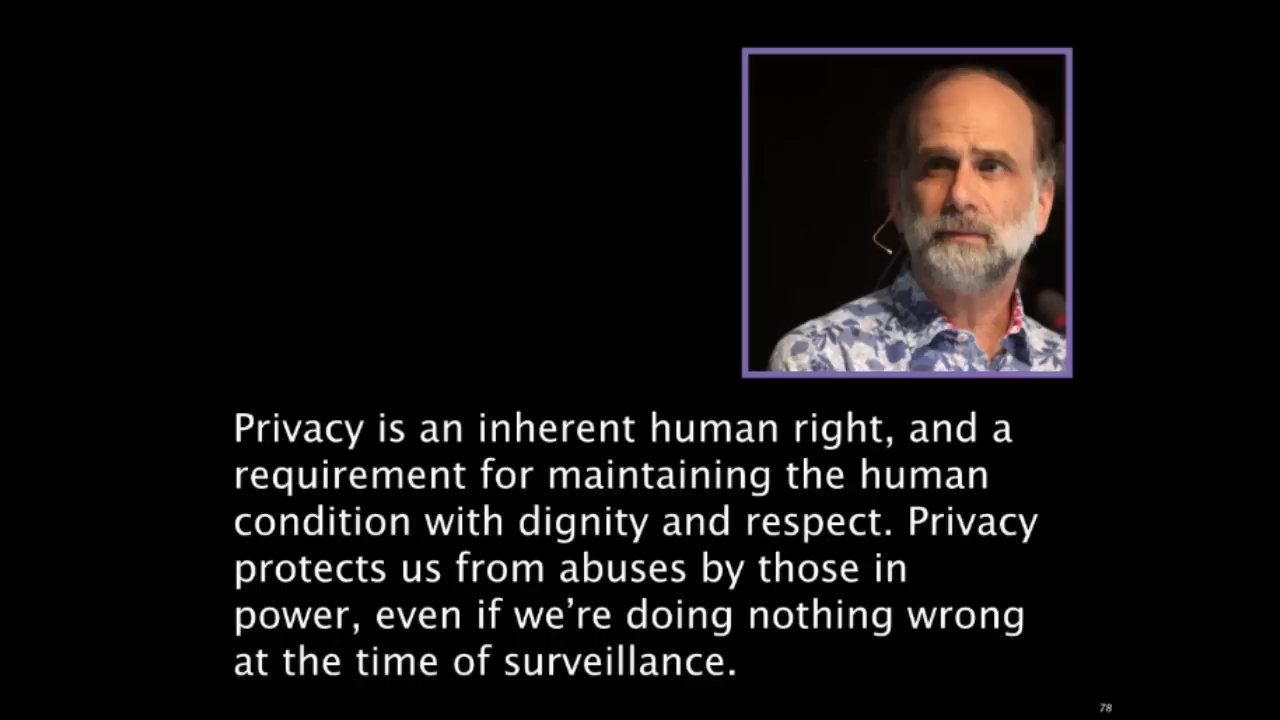 Privacy is an inherent human right, and a
requirement for maintaining the human
condition with dignity and respect. Privacy
protects us from abuses by those in
power, even if we’re doing nothing wrong
at the time of surveillance.
78